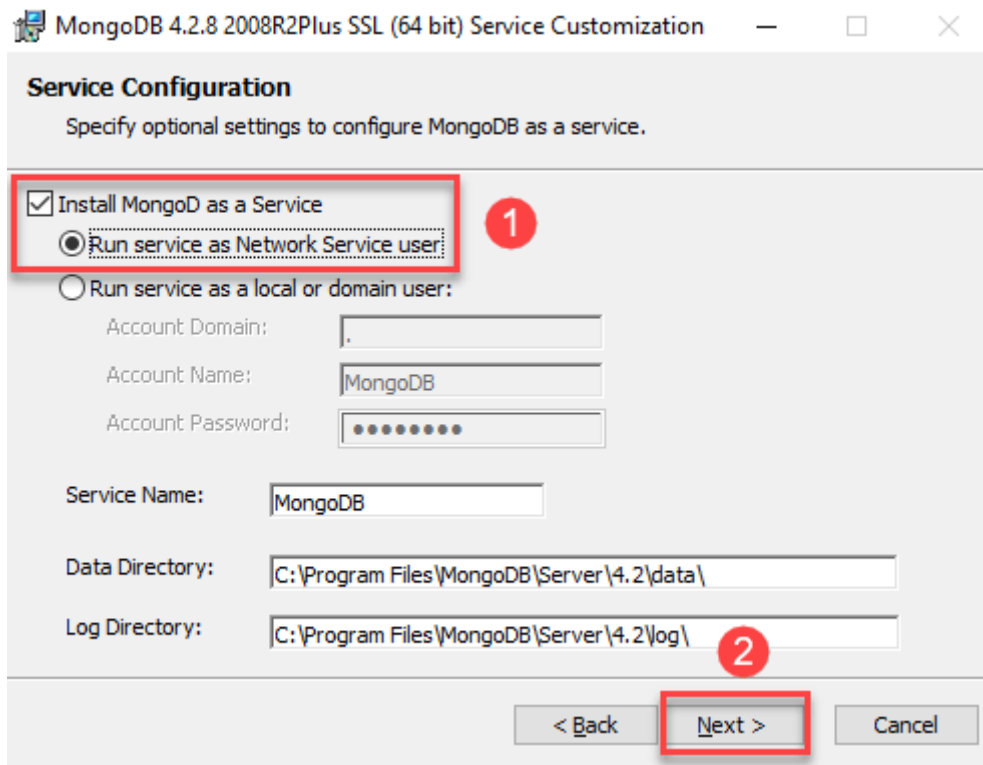 MongoDB 4.2.8 2008R2Plus SSL (64 bit) Service Customization
Service Configuration
Specify optional settings to configure MongoDB as a service.
Install MongoD as a Service
1
Run service as Network Service user
Run service as a local or domain user:
Account Domain: .
Account Name: MongoDB
Account Password: ●●●●●●●●
Service Name: MongoDB
Data Directory: C:\Program Files\MongoDB\Server\4.2\data\
Log Directory: C:\Program Files\MongoDB\Server\4.2\log\
2
< Back Next > Cancel